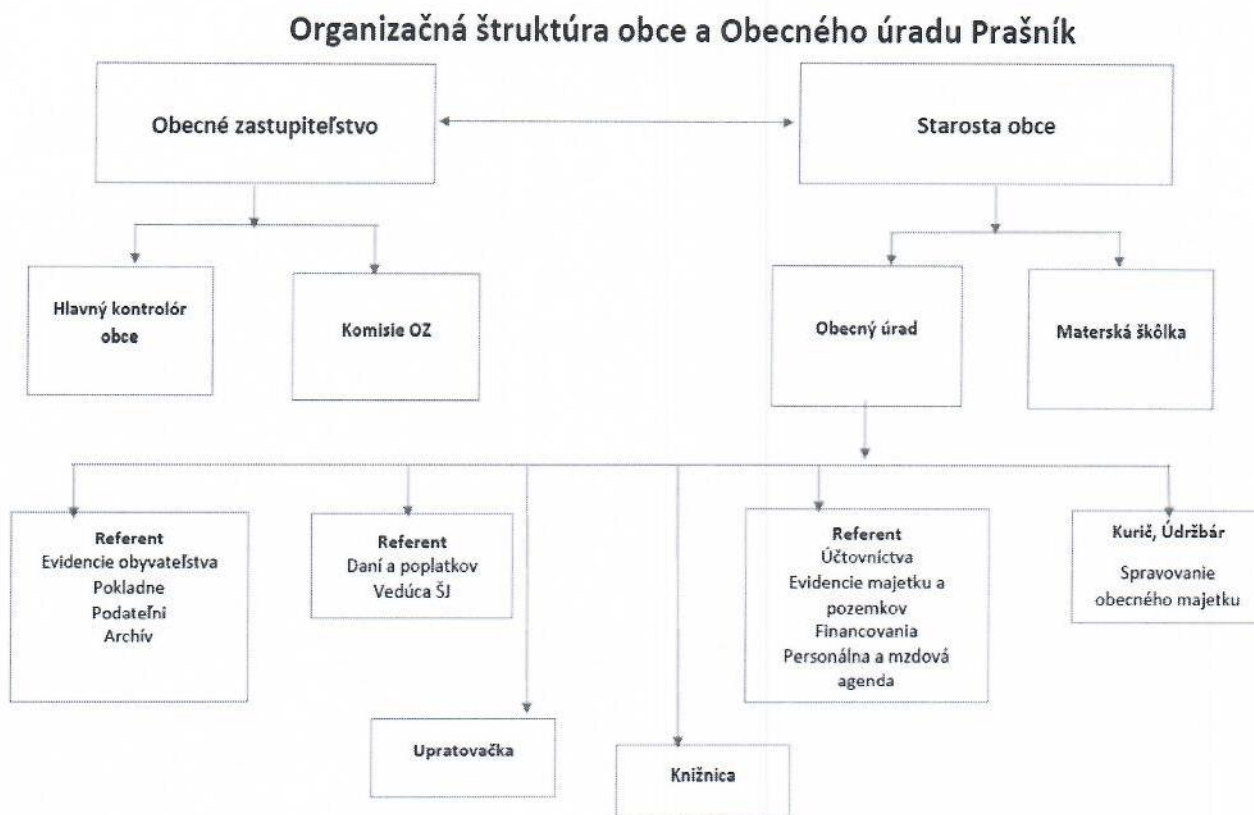 Organizačná štruktúra obce a Obecného úradu Prašník
Obecné zastupiteľstvo
Starosta obce
Hlavný kontrolór
obce
Komisie OZ
Obecný úrad
Materská škôlka
Referent
Evidencie obyvateľstva
Pokladne
Podateľni
Archív
Referent
Daní a poplatkov
Vedúca ŠJ
Referent
Účtovníctva
Evidencie majetku a
pozemkov
Financovania
Personálna a mzdová
agenda
Kurič, Údržbár
Spravovanie
obecného majetku
Upratovačka
Knižnica